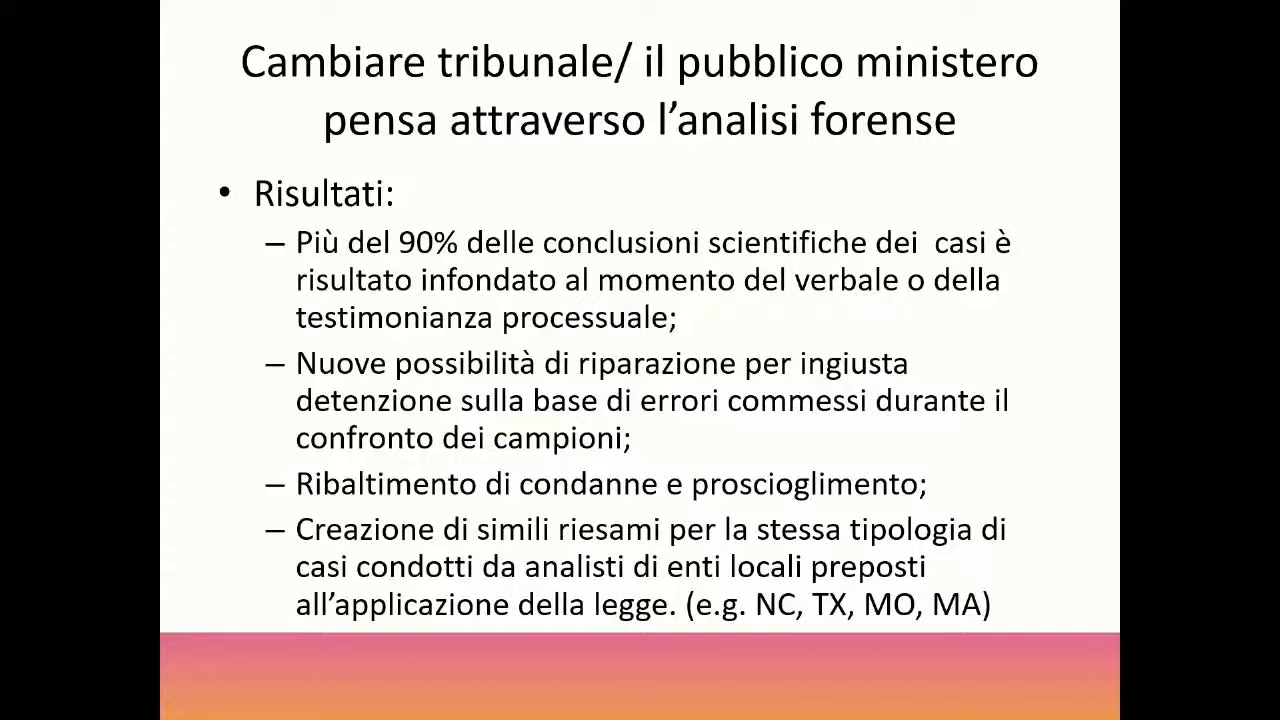 Cambiare tribunale/ il pubblico ministero
pensa attraverso l’analisi forense
• Risultati:
– Più del 90% delle conclusioni scientifiche dei  casi è
risultato infondato al momento del verbale o della
testimonianza processuale;
– Nuove possibilità di riparazione per ingiusta
detenzione sulla base di errori commessi durante il
confronto dei campioni;
– Ribaltimento di condanne e proscioglimento;
– Creazione di simili riesami per la stessa tipologia di
casi condotti da analisti di enti locali preposti
all’applicazione della legge. (e.g. NC, TX, MO, MA)